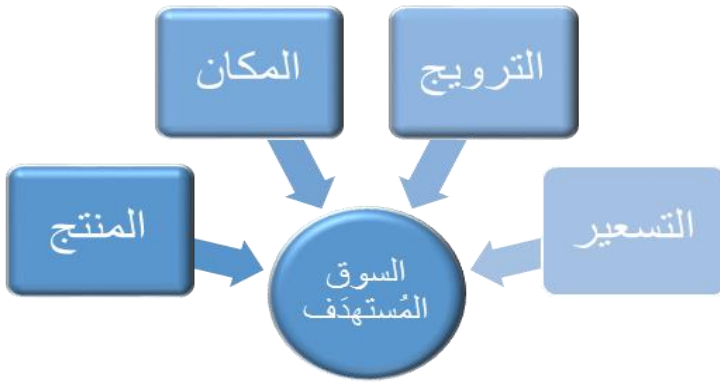 الترويج
المكان
التسعير
المنتج
السوق
المُستهدَف